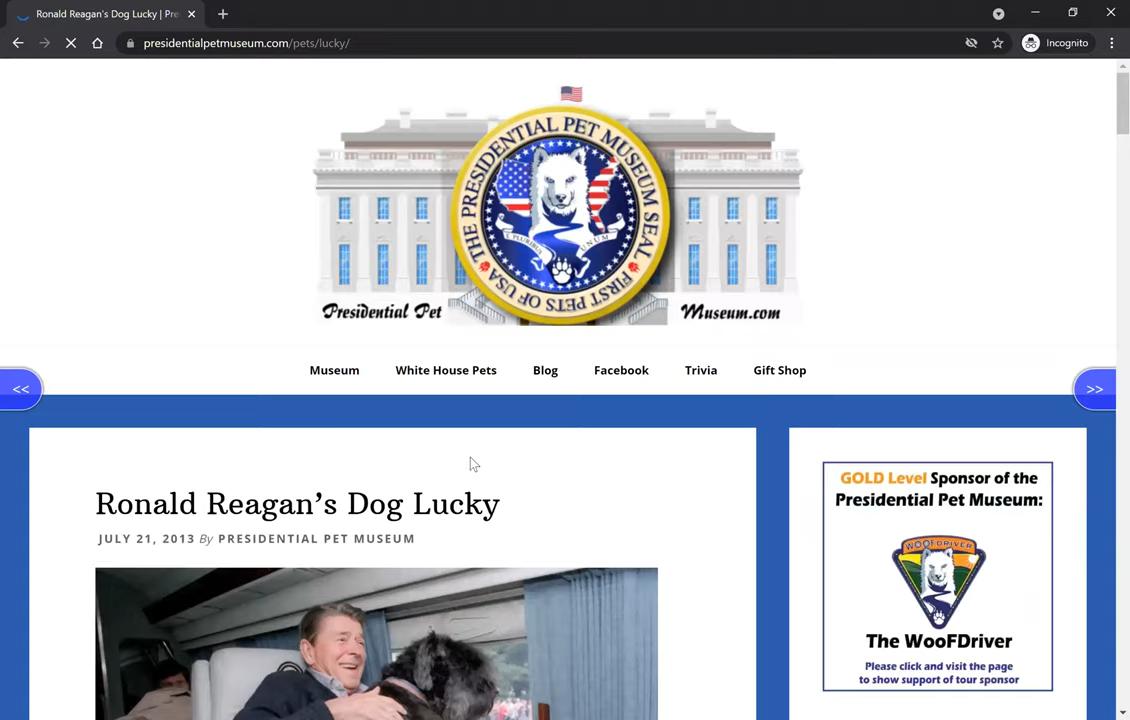 Ronald Reagan's Dog Lucky | Pre
presidentialpetmuseum.com/pets/lucky/
Incognito
THE PRESIDENTIAL PET MUSEUM SEAL
FIRST PETS OF USA
E PLURIBUS UNUM
Presidential Pet
Museum.com
Museum
White House Pets
Blog
Facebook
Trivia
Gift Shop
<<
>>
GOLD Level Sponsor of the
Presidential Pet Museum:
WOOFDRIVER
The WooFDriver
Please click and visit the page
to show support of tour sponsor
Ronald Reagan’s Dog Lucky
JULY 21, 2013 By PRESIDENTIAL PET MUSEUM